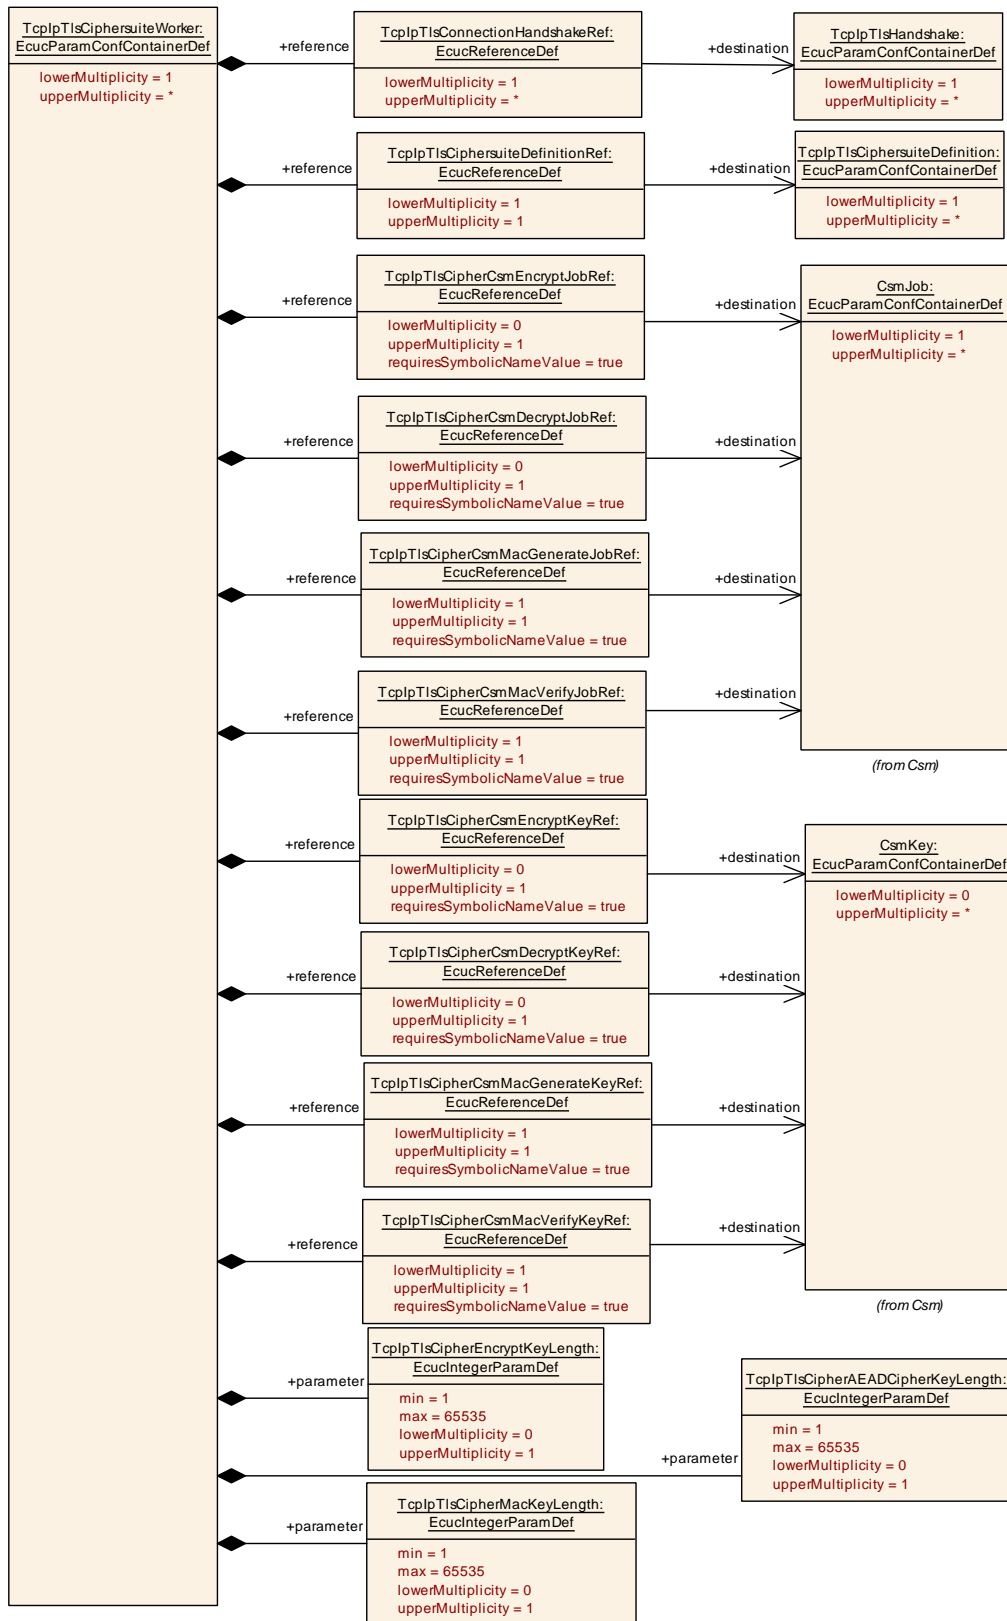 TcpIpTlsCiphersuiteWorker:
EcucParamConfContainerDef
lowerMultiplicity = 1
upperMultiplicity = *
+reference
TcpIpTlsConnectionHandshakeRef:
EcucReferenceDef
lowerMultiplicity = 1
upperMultiplicity = *
+destination
TcpIpTlsHandshake:
EcucParamConfContainerDef
lowerMultiplicity = 1
upperMultiplicity = *
+reference
TcpIpTlsCiphersuiteDefinitionRef:
EcucReferenceDef
lowerMultiplicity = 1
upperMultiplicity = 1
+destination
TcpIpTlsCiphersuiteDefinition:
EcucParamConfContainerDef
lowerMultiplicity = 1
upperMultiplicity = *
+reference
TcpIpTlsCipherCsmEncryptJobRef:
EcucReferenceDef
lowerMultiplicity = 0
upperMultiplicity = 1
requiresSymbolicNameValue = true
+destination
CsmJob:
EcucParamConfContainerDef
lowerMultiplicity = 1
upperMultiplicity = *
+reference
TcpIpTlsCipherCsmDecryptJobRef:
EcucReferenceDef
lowerMultiplicity = 0
upperMultiplicity = 1
requiresSymbolicNameValue = true
+destination
+reference
TcpIpTlsCipherCsmMacGenerateJobRef:
EcucReferenceDef
lowerMultiplicity = 1
upperMultiplicity = 1
requiresSymbolicNameValue = true
+destination
+reference
TcpIpTlsCipherCsmMacVerifyJobRef:
EcucReferenceDef
lowerMultiplicity = 1
upperMultiplicity = 1
requiresSymbolicNameValue = true
+destination
(from Csm)
+reference
TcpIpTlsCipherCsmEncryptKeyRef:
EcucReferenceDef
lowerMultiplicity = 0
upperMultiplicity = 1
requiresSymbolicNameValue = true
+destination
CsmKey:
EcucParamConfContainerDef
lowerMultiplicity = 0
upperMultiplicity = *
+reference
TcpIpTlsCipherCsmDecryptKeyRef:
EcucReferenceDef
lowerMultiplicity = 0
upperMultiplicity = 1
requiresSymbolicNameValue = true
+destination
+reference
TcpIpTlsCipherCsmMacGenerateKeyRef:
EcucReferenceDef
lowerMultiplicity = 1
upperMultiplicity = 1
requiresSymbolicNameValue = true
+destination
+reference
TcpIpTlsCipherCsmMacVerifyKeyRef:
EcucReferenceDef
lowerMultiplicity = 1
upperMultiplicity = 1
requiresSymbolicNameValue = true
+destination
(from Csm)
+parameter
TcpIpTlsCipherEncryptKeyLength:
EcucIntegerParamDef
min = 1
max = 65535
lowerMultiplicity = 0
upperMultiplicity = 1
+parameter
TcpIpTlsCipherAEADCipherKeyLength:
EcucIntegerParamDef
min = 1
max = 65535
lowerMultiplicity = 0
upperMultiplicity = 1
+parameter
TcpIpTlsCipherMacKeyLength:
EcucIntegerParamDef
min = 1
max = 65535
lowerMultiplicity = 0
upperMultiplicity = 1